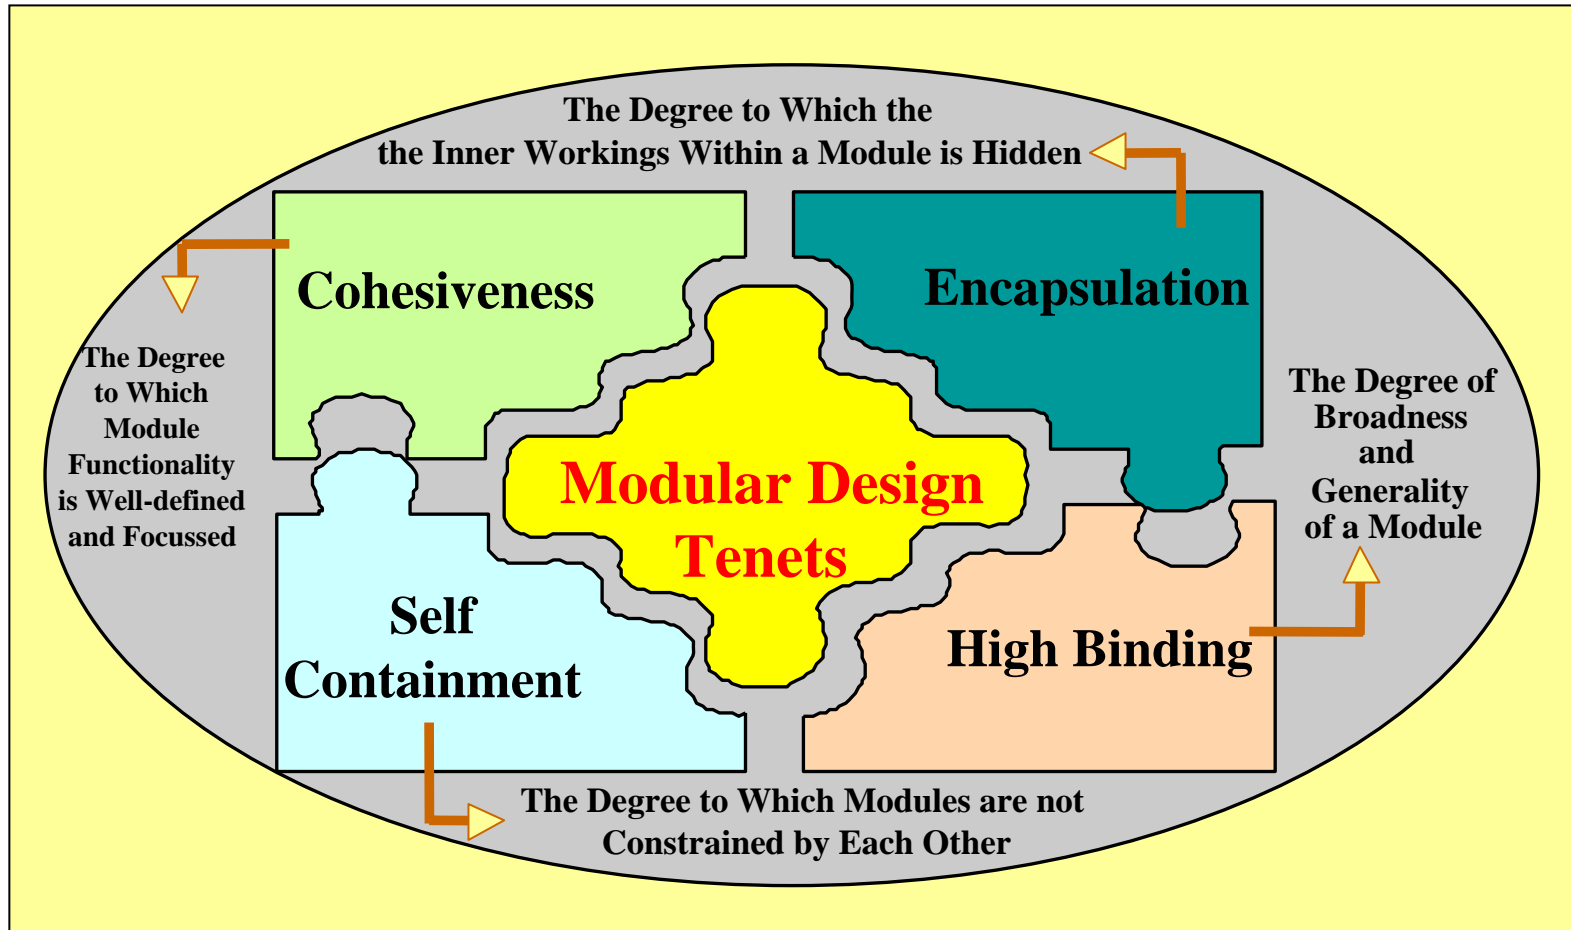 The Degree to Which the
the Inner Workings Within a Module is Hidden
Cohesiveness
Encapsulation
The Degree
to Which
Module
Functionality
is Well-defined
and Focussed
The Degree of
Broadness
and
Generality
of a Module
Modular Design
Tenets
Self
Containment
High Binding
The Degree to Which Modules are not
Constrained by Each Other